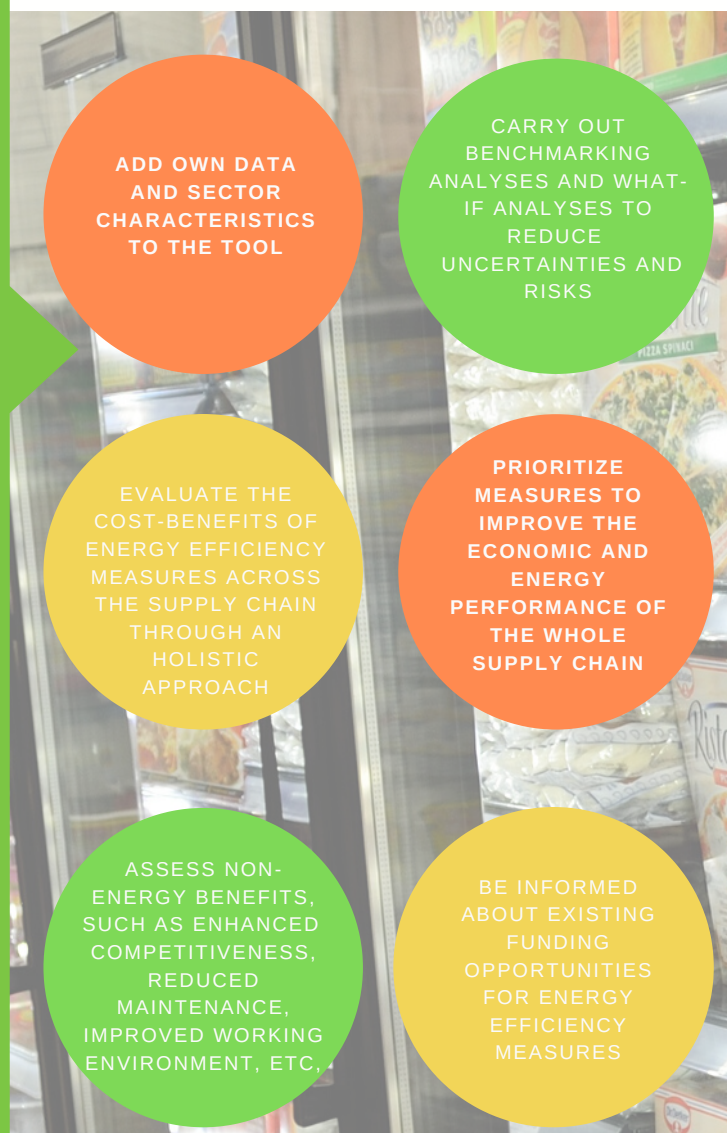 ADD OWN DATA
AND SECTOR
CHARACTERISTICS
TO THE TOOL
CARRY OUT
BENCHMARKING
ANALYSES AND WHAT-
IF ANALYSES TO
REDUCE
UNCERTAINTIES AND
RISKS
EVALUATE THE
COST-BENEFITS OF
ENERGY EFFICIENCY
MEASURES ACROSS
THE SUPPLY CHAIN
THROUGH AN
HOLISTIC
APPROACH
PRIORITIZE
MEASURES TO
IMPROVE THE
ECONOMIC AND
ENERGY
PERFORMANCE OF
THE WHOLE
SUPPLY CHAIN
ASSESS NON-
ENERGY BENEFITS,
SUCH AS ENHANCED
COMPETITIVENESS,
REDUCED
MAINTENANCE,
IMPROVED WORKING
ENVIRONMENT, ETC,
BE INFORMED
ABOUT EXISTING
FUNDING
OPPORTUNITIES
FOR ENERGY
EFFICIENCY
MEASURES
PIZZA SPINACI